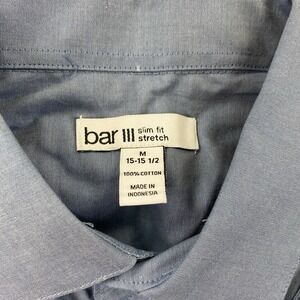 bar III slim fit
stretch
M
15-15 1/2
100% COTTON
MADE IN
INDONESIA